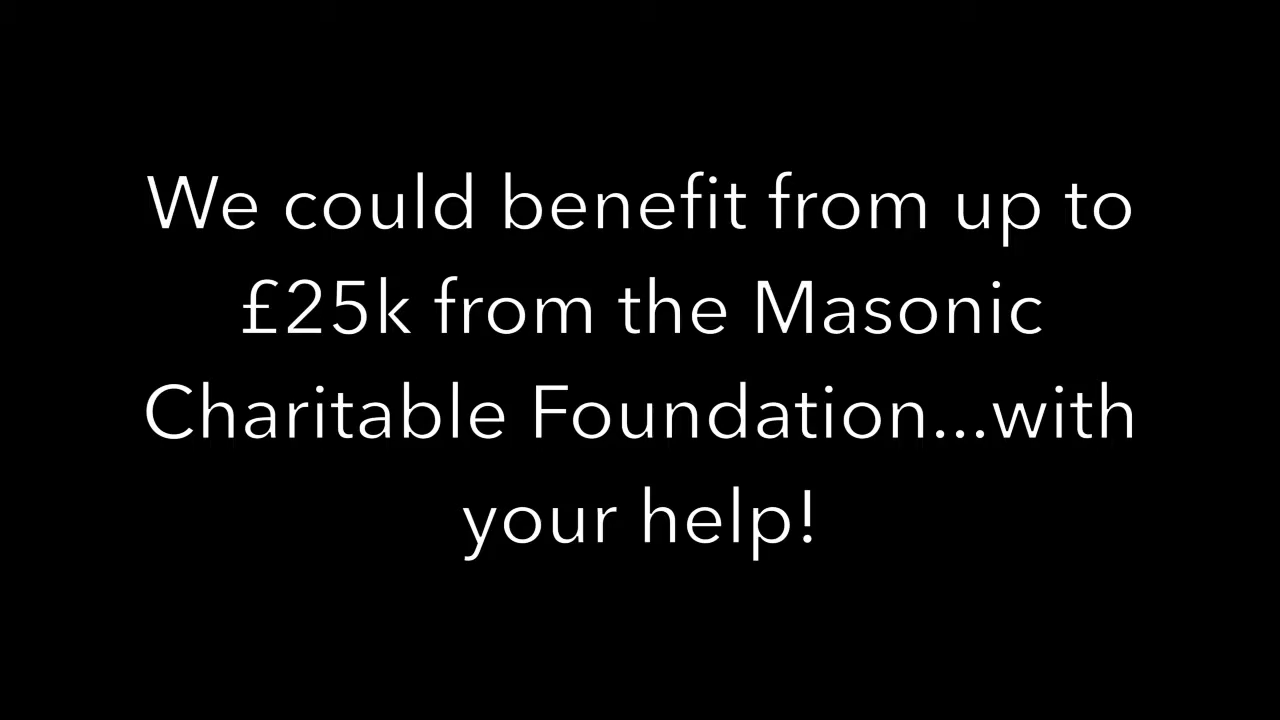 We could benefit from up to
£25k from the Masonic
Charitable Foundation...with
your help!